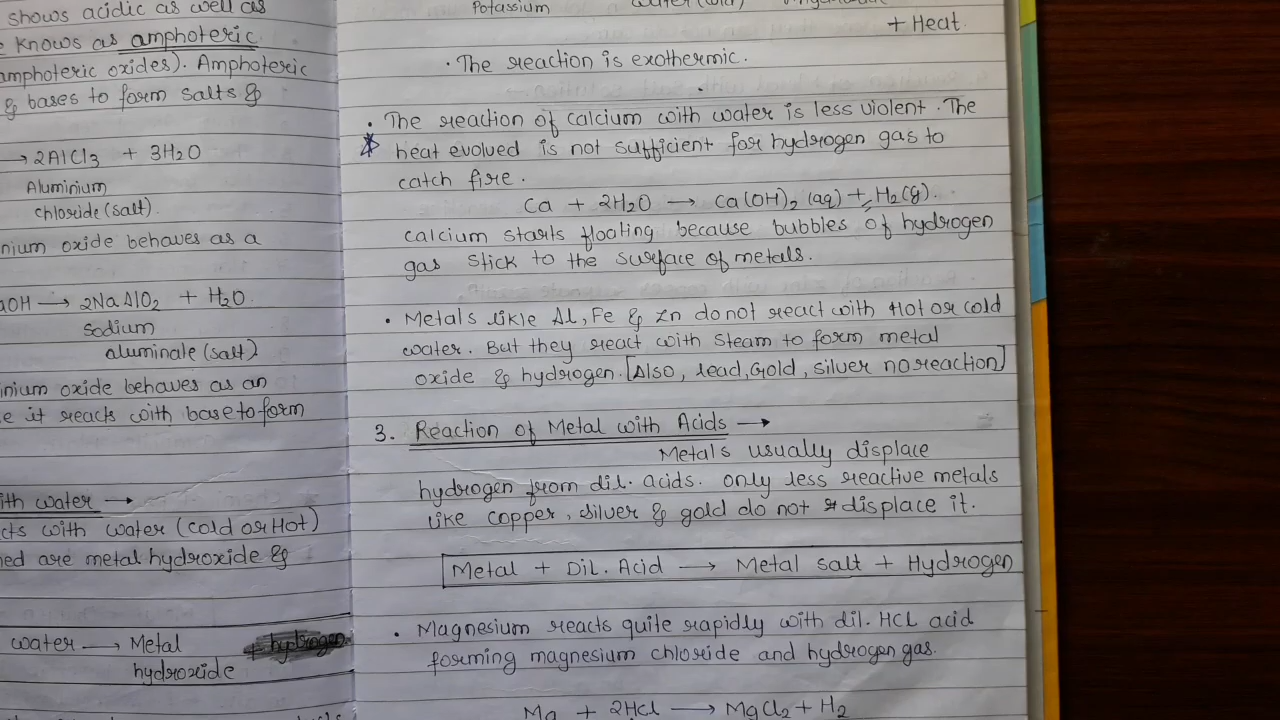 shows acidic as well as
knows as amphoteric
amphoteric oxides). Amphoteric
& bases to form salts &
→ 2AlCl3 + 3H2O
Aluminium
chloride (salt).
nium oxide behaves as a
aOH → 2NaAlO2 + H2O.
sodium
aluminate (salt)
inium oxide behaves as an
e it reacts with base to form
ith water →
cts with water (cold or Hot)
ned are metal hydroxide &
water → Metal + hydrogen
hydroxide
Potassium water (cold)
+ Heat
· The reaction is exothermic.
· The reaction of calcium with water is less violent. The
heat evolved is not sufficient for hydrogen gas to
catch fire.
Ca + 2H2O → Ca(OH)2 (aq) + H2(g).
calcium starts floating because bubbles of hydrogen
gas stick to the surface of metals.
· Metals likle Al, Fe & Zn do not react with Hot or cold
water. But they react with steam to form metal
oxide & hydrogen. [Also, lead, Gold, silver no reaction]
3. Reaction of Metal with Acids →
Metals usually displace
hydrogen from dil. acids. only less reactive metals
like copper, silver & gold do not displace it.
Metal + Dil. Acid → Metal salt + Hydrogen
· Magnesium reacts quite rapidly with dil. HCL acid
forming magnesium chloride and hydrogen gas.
Mg + 2HCl → MgCl2 + H2